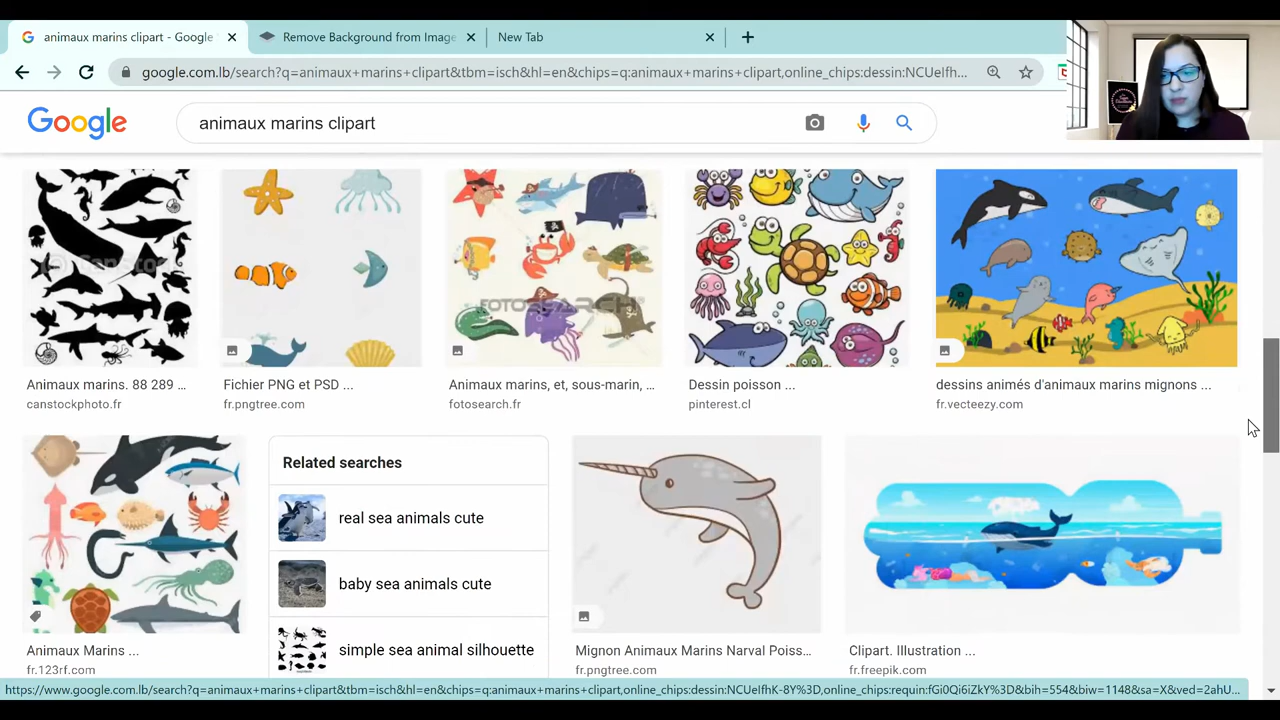 animaux marins clipart - Google
Remove Background from Image
New Tab
google.com.lb/search?q=animaux+marins+clipart&tbm=isch&hl=en&chips=q:animaux+marins+clipart,online_chips:dessin:NCUeIfh...
Google
animaux marins clipart
FOTOSEARCH
Animaux marins. 88 289 ...
canstockphoto.fr
Fichier PNG et PSD ...
fr.pngtree.com
Animaux marins, et, sous-marin, ...
fotosearch.fr
Dessin poisson ...
pinterest.cl
dessins animés d'animaux marins mignons ...
fr.vecteezy.com
Animaux Marins ...
fr.123rf.com
Related searches
real sea animals cute
baby sea animals cute
simple sea animal silhouette
Mignon Animaux Marins Narval Poiss...
fr.pngtree.com
Clipart. Illustration ...
fr.freepik.com
https://www.google.com.lb/search?q=animaux+marins+clipart&tbm=isch&hl=en&chips=q:animaux+marins+clipart,online_chips:dessin:NCUeIfhK-8Y%3D,online_chips:requin:fGi0Qi6iZkY%3D&bih=554&biw=1148&sa=X&ved=2ahU...